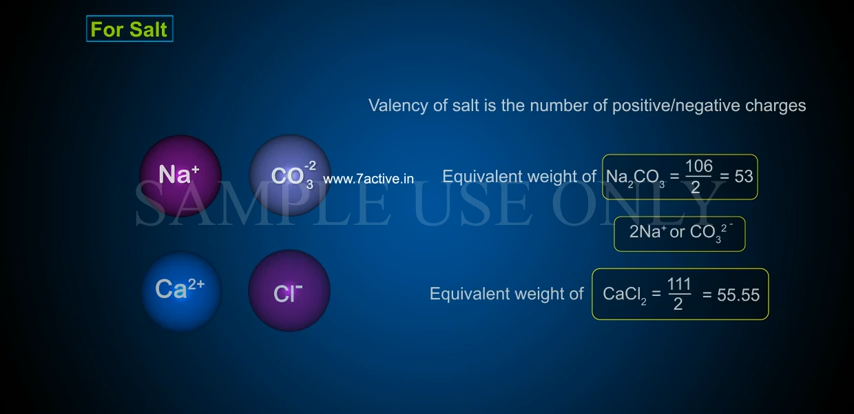 For Salt
Valency of salt is the number of positive/negative charges
Na⁺ CO₃⁻² www.7active.in Equivalent weight of Na₂CO₃ = 106/2 = 53
SAMPLE USE ONLY
2Na⁺ or CO₃²⁻
Ca²⁺ Cl⁻ Equivalent weight of CaCl₂ = 111/2 = 55.55